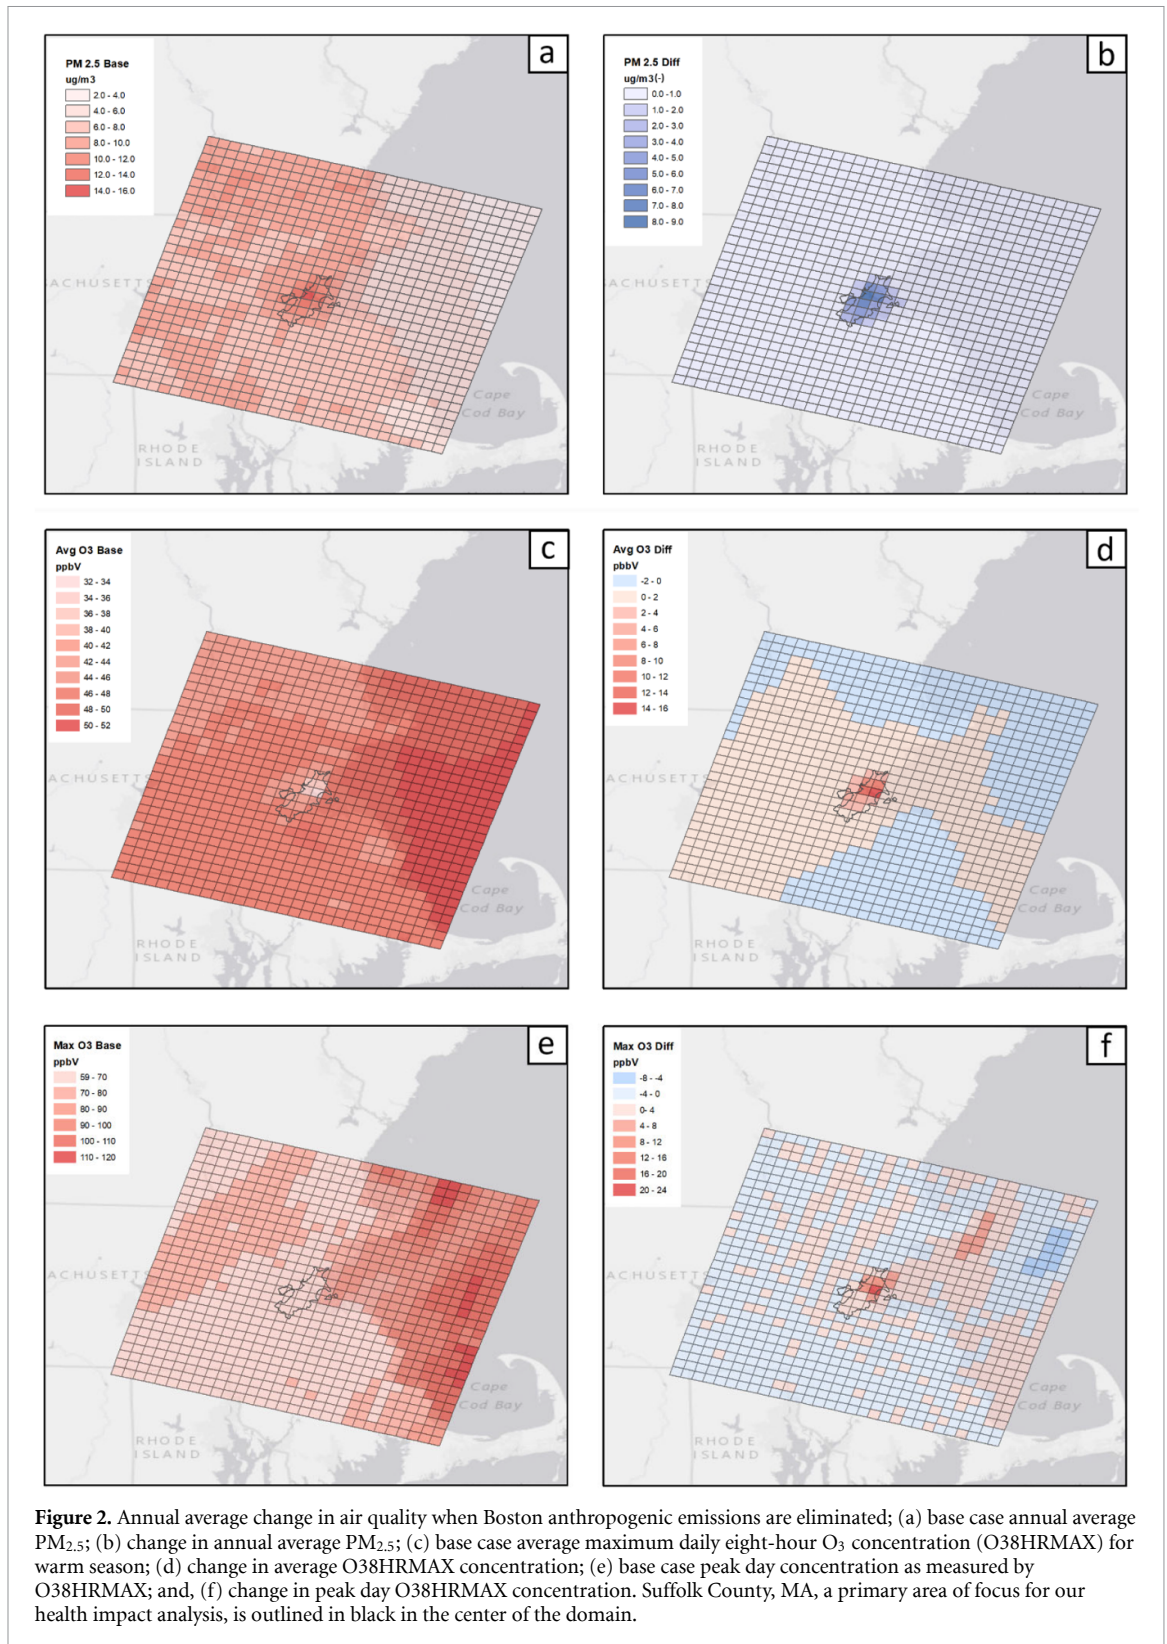 a
PM 2.5 Base
ug/m3
2.0 - 4.0
4.0 - 6.0
6.0 - 8.0
8.0 - 10.0
10.0 - 12.0
12.0 - 14.0
14.0 - 16.0
ACHUSETTS
RHODE
ISLAND
Cape
Cod Bay
b
PM 2.5 Diff
ug/m3(-)
0.0 -1.0
1.0 - 2.0
2.0 - 3.0
3.0 - 4.0
4.0 - 5.0
5.0 - 6.0
6.0 - 7.0
7.0 - 8.0
8.0 - 9.0
ACHUSETTS
RHODE
ISLAND
Cape
Cod Bay
c
Avg O3 Base
ppbV
32 - 34
34 - 36
36 - 38
38 - 40
40 - 42
42 - 44
44 - 46
46 - 48
48 - 50
50 - 52
ACHUSETTS
RHODE
ISLAND
Cape
Cod Bay
d
Avg O3 Diff
pbbV
-2 - 0
0 - 2
2 - 4
4 - 6
6 - 8
8 - 10
10 - 12
12 - 14
14 - 16
ACHUSETTS
RHODE
ISLAND
Cape
Cod Bay
e
Max O3 Base
ppbV
59 - 70
70 - 80
80 - 90
90 - 100
100 - 110
110 - 120
ACHUSETTS
RHODE
ISLAND
Cape
Cod Bay
f
Max O3 Diff
ppbV
-8 - -4
-4 - 0
0- 4
4 - 8
8 - 12
12 - 16
16 - 20
20 - 24
ACHUSETTS
RHODE
ISLAND
Cape
Cod Bay
Figure 2. Annual average change in air quality when Boston anthropogenic emissions are eliminated; (a) base case annual average
PM2.5; (b) change in annual average PM2.5; (c) base case average maximum daily eight-hour O3 concentration (O38HRMAX) for
warm season; (d) change in average O38HRMAX concentration; (e) base case peak day concentration as measured by
O38HRMAX; and, (f) change in peak day O38HRMAX concentration. Suffolk County, MA, a primary area of focus for our
health impact analysis, is outlined in black in the center of the domain.